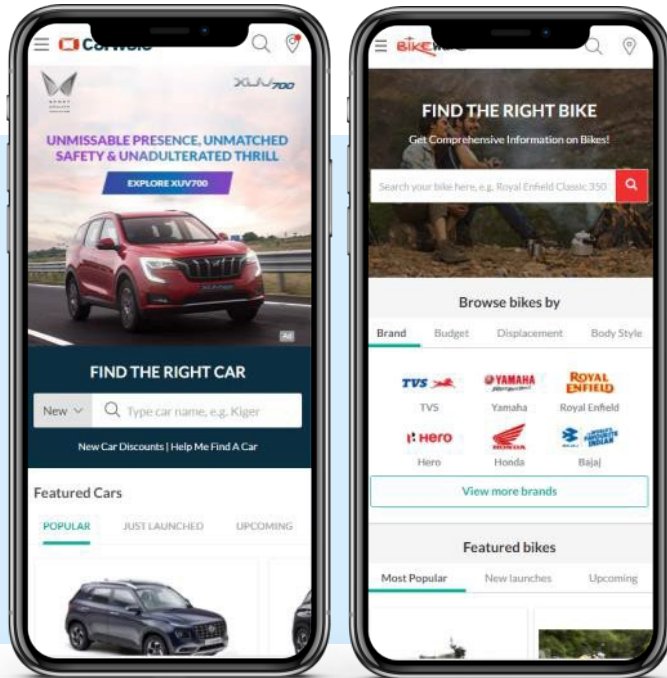 CarWale
XUV700
UNMISSABLE PRESENCE, UNMATCHED
SAFETY & UNADULTERATED THRILL
EXPLORE XUV700
Ad
FIND THE RIGHT CAR
New
Type car name, e.g. Kiger
New Car Discounts | Help Me Find A Car
Featured Cars
POPULAR JUST LAUNCHED UPCOMING
BikeWale
FIND THE RIGHT BIKE
Get Comprehensive Information on Bikes!
Search your bike here, e.g. Royal Enfield Classic 350
Browse bikes by
Brand Budget Displacement Body Style
TVS YAMAHA ROYAL
ENFIELD
TVS Yamaha Royal Enfield
Hero HONDA WORLD'S
FAVOURITE
INDIAN
Hero Honda Bajaj
View more brands
Featured bikes
Most Popular New launches Upcoming